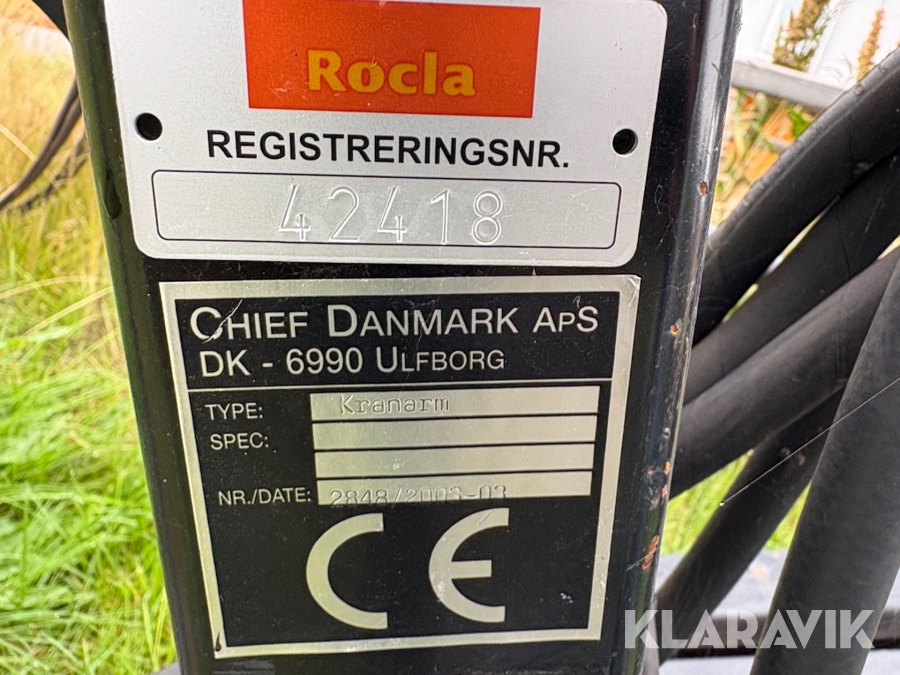 Rocla
REGISTRERINGSNR.
42418
CHIEF DANMARK APS
DK - 6990 ULFBORG
TYPE: Kranarm
SPEC:
NR./DATE: 2848/2003-03
CE
KLARAVIK